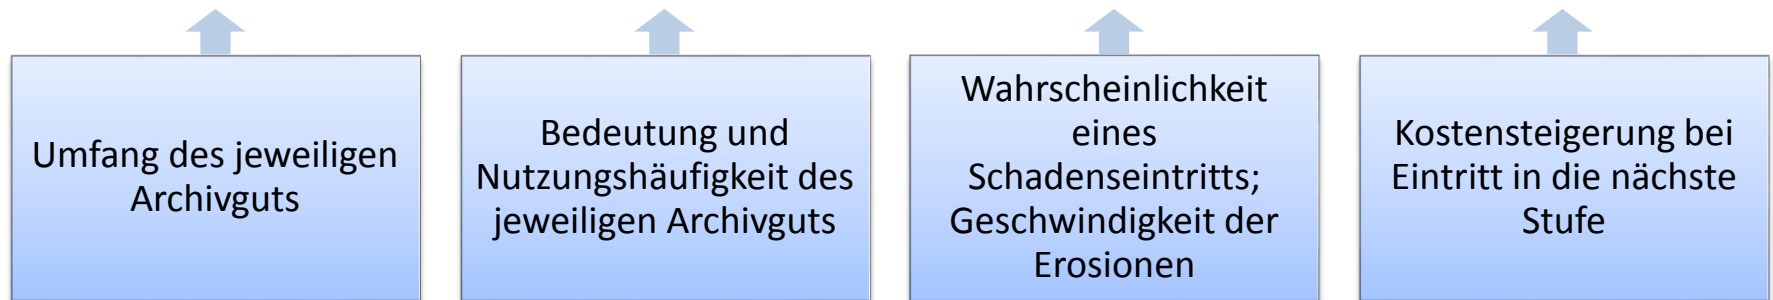 Umfang des jeweiligen
Archivguts
Bedeutung und
Nutzungshäufigkeit des
jeweiligen Archivguts
Wahrscheinlichkeit
eines
Schadenseintritts;
Geschwindigkeit der
Erosionen
Kostensteigerung bei
Eintritt in die nächste
Stufe